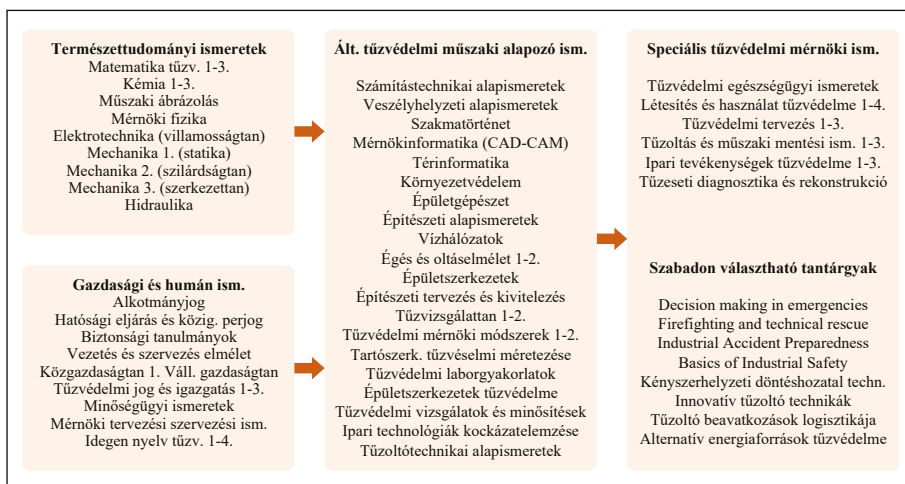 Természettudományi ismeretek
Matematika tűzv. 1-3.
Kémia 1-3.
Műszaki ábrázolás
Mérnöki fizika
Elektrotechnika (villamosságtan)
Mechanika 1. (statika)
Mechanika 2. (szilárdságtan)
Mechanika 3. (szerkezettan)
Hidraulika
Gazdasági és humán ism.
Alkotmányjog
Hatósági eljárás és közig. perjog
Biztonsági tanulmányok
Vezetés és szervezés elmélet
Közgazdaságtan 1. Váll. gazdaságtan
Tűzvédelmi jog és igazgatás 1-3.
Minőségügyi ismeretek
Mérnöki tervezési szervezési ism.
Idegen nyelv tűzv. 1-4.
Ált. tűzvédelmi műszaki alapozó ism.
Számítástechnikai alapismeretek
Veszélyhelyzeti alapismeretek
Szakmatörténet
Mérnökinformatika (CAD-CAM)
Térinformatika
Környezetvédelem
Épületgépészet
Építészeti alapismeretek
Vízhálózatok
Égés és oltáselmélet 1-2.
Épületszerkezetek
Építészeti tervezés és kivitelezés
Tűzvizsgálattan 1-2.
Tűzvédelmi mérnöki módszerek 1-2.
Tartószerk. tűzvéselmi méretezése
Tűzvédelmi laborgyakorlatok
Épületszerkezetek tűzvédelme
Tűzvédelmi vizsgálatok és minősítések
Ipari technológiák kockázatelemzése
Tűzoltótechnikai alapismeretek
Speciális tűzvédelmi mérnöki ism.
Tűzvédelmi egészségügyi ismeretek
Létesítés és használat tűzvédelme 1-4.
Tűzvédelmi tervezés 1-3.
Tűzoltás és műszaki mentési ism. 1-3.
Ipari tevékenységek tűzvédelme 1-3.
Tűzeseti diagnosztika és rekonstrukció
Szabadon választható tantárgyak
Decision making in emergencies
Firefighting and technical rescue
Industrial Accident Preparedness
Basics of Industrial Safety
Kényszerhelyzeti döntéshozatal techn.
Innovatív tűzoltó technikák
Tűzoltó beavatkozások logisztikája
Alternatív energiaforrások tűzvédelme